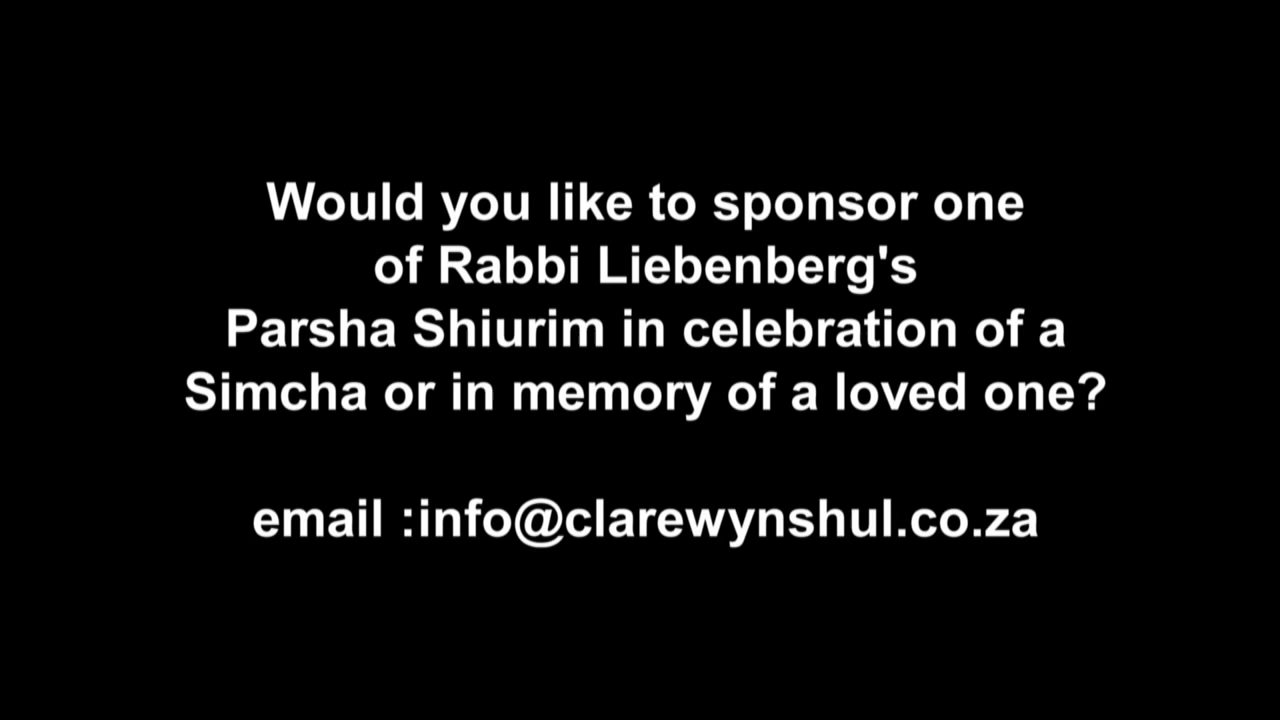 Would you like to sponsor one
of Rabbi Liebenberg's
Parsha Shiurim in celebration of a
Simcha or in memory of a loved one?
email :info@clarewynshul.co.za